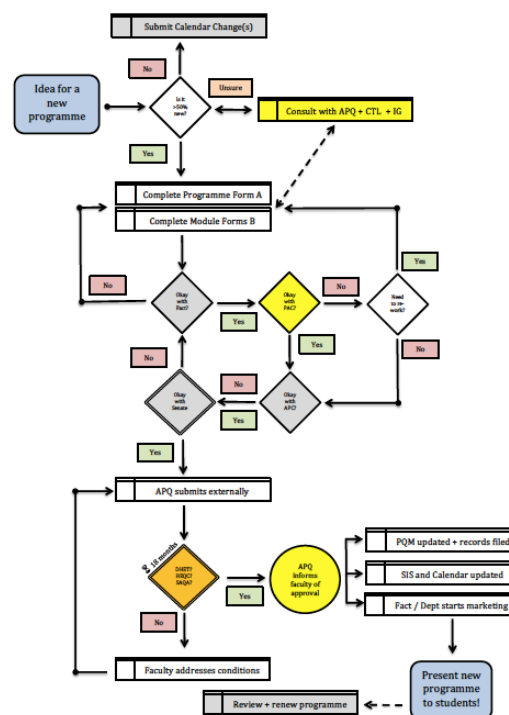 Submit Calendar Change(s)
No
Idea for a
new
programme
Is it
>50%
new?
Unsure
Consult with APQ + CTL + IG
Yes
Complete Programme Form A
Complete Module Forms B
Yes
No
Okay
with
Fact?
Yes
Okay
with
PAC?
No
Need
to re-
work?
Yes
No
No
Okay
with
Senate
No
Yes
Okay
with
APC?
Yes
APQ submits externally
18 months
DHET?
HEQC?
SAQA?
Yes
APQ
informs
faculty of
approval
PQM updated + records filed
SIS and Calendar updated
Fact / Dept starts marketing
No
Faculty addresses conditions
Present new
programme
to students!
Review + renew programme